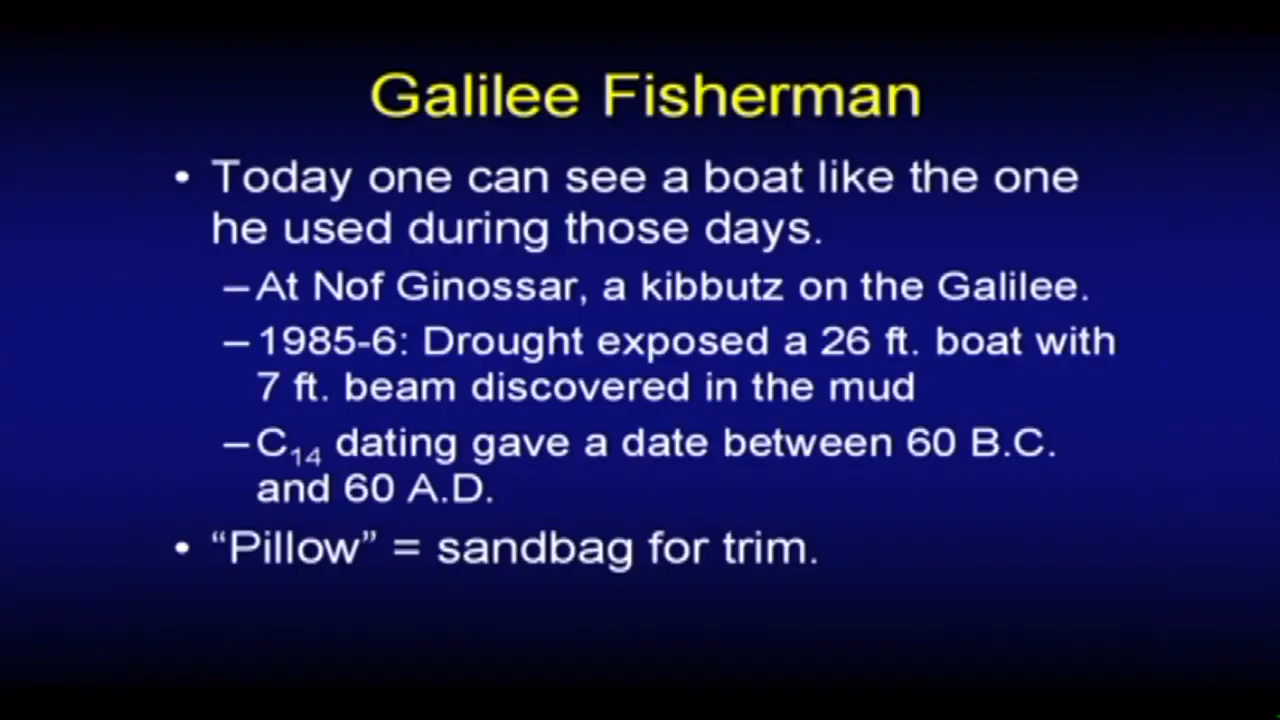 Galilee Fisherman
• Today one can see a boat like the one
he used during those days.
– At Nof Ginossar, a kibbutz on the Galilee.
– 1985-6: Drought exposed a 26 ft. boat with
7 ft. beam discovered in the mud
– C₁₄ dating gave a date between 60 B.C.
and 60 A.D.
• “Pillow” = sandbag for trim.